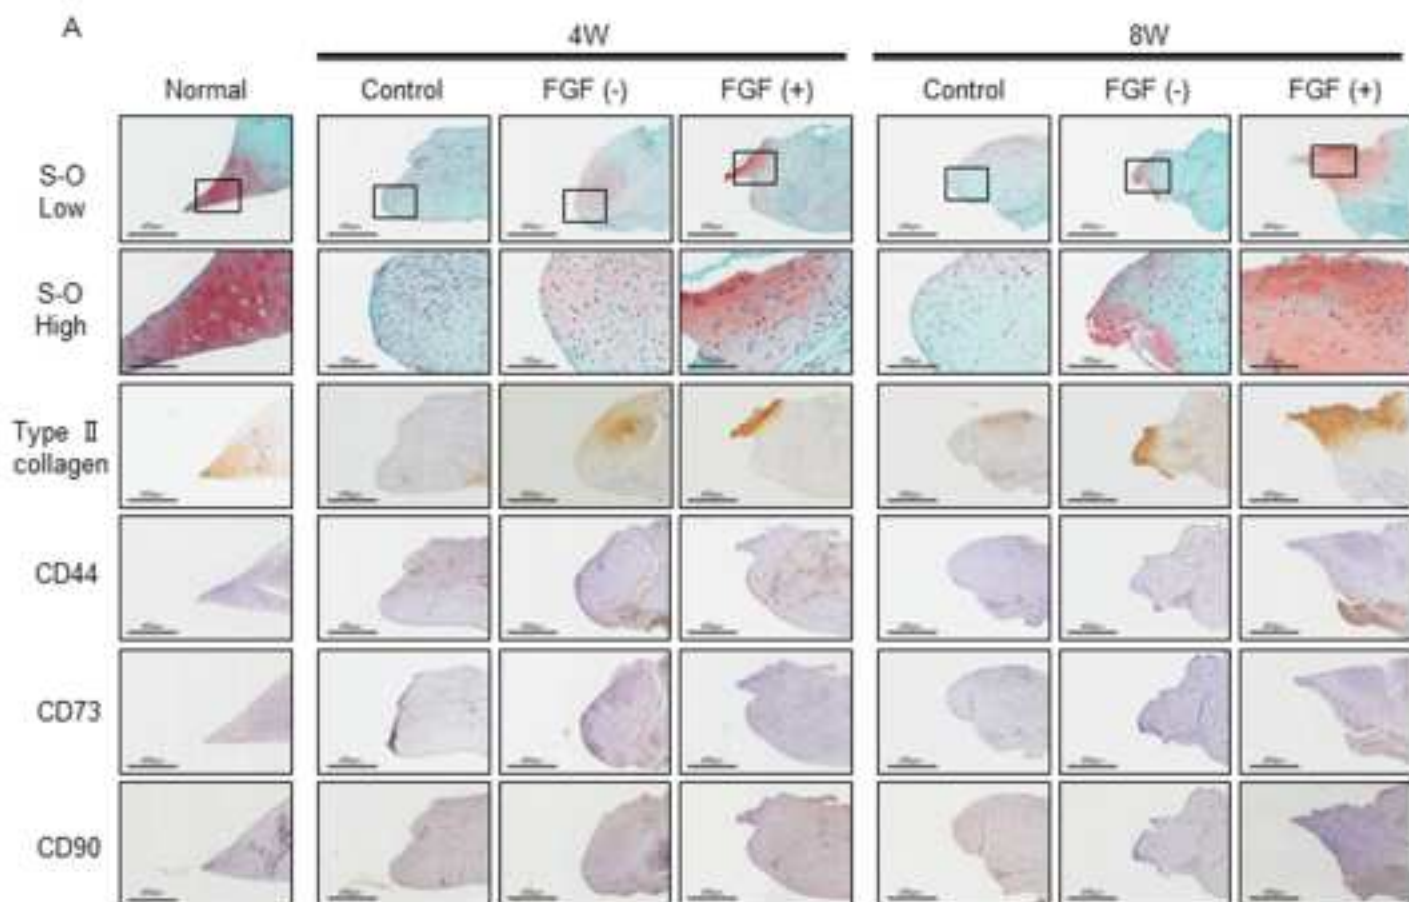 A
4W 8W
Normal Control FGF (-) FGF (+) Control FGF (-) FGF (+)
S-O
Low
S-O
High
Type Ⅱ
collagen
CD44
CD73
CD90